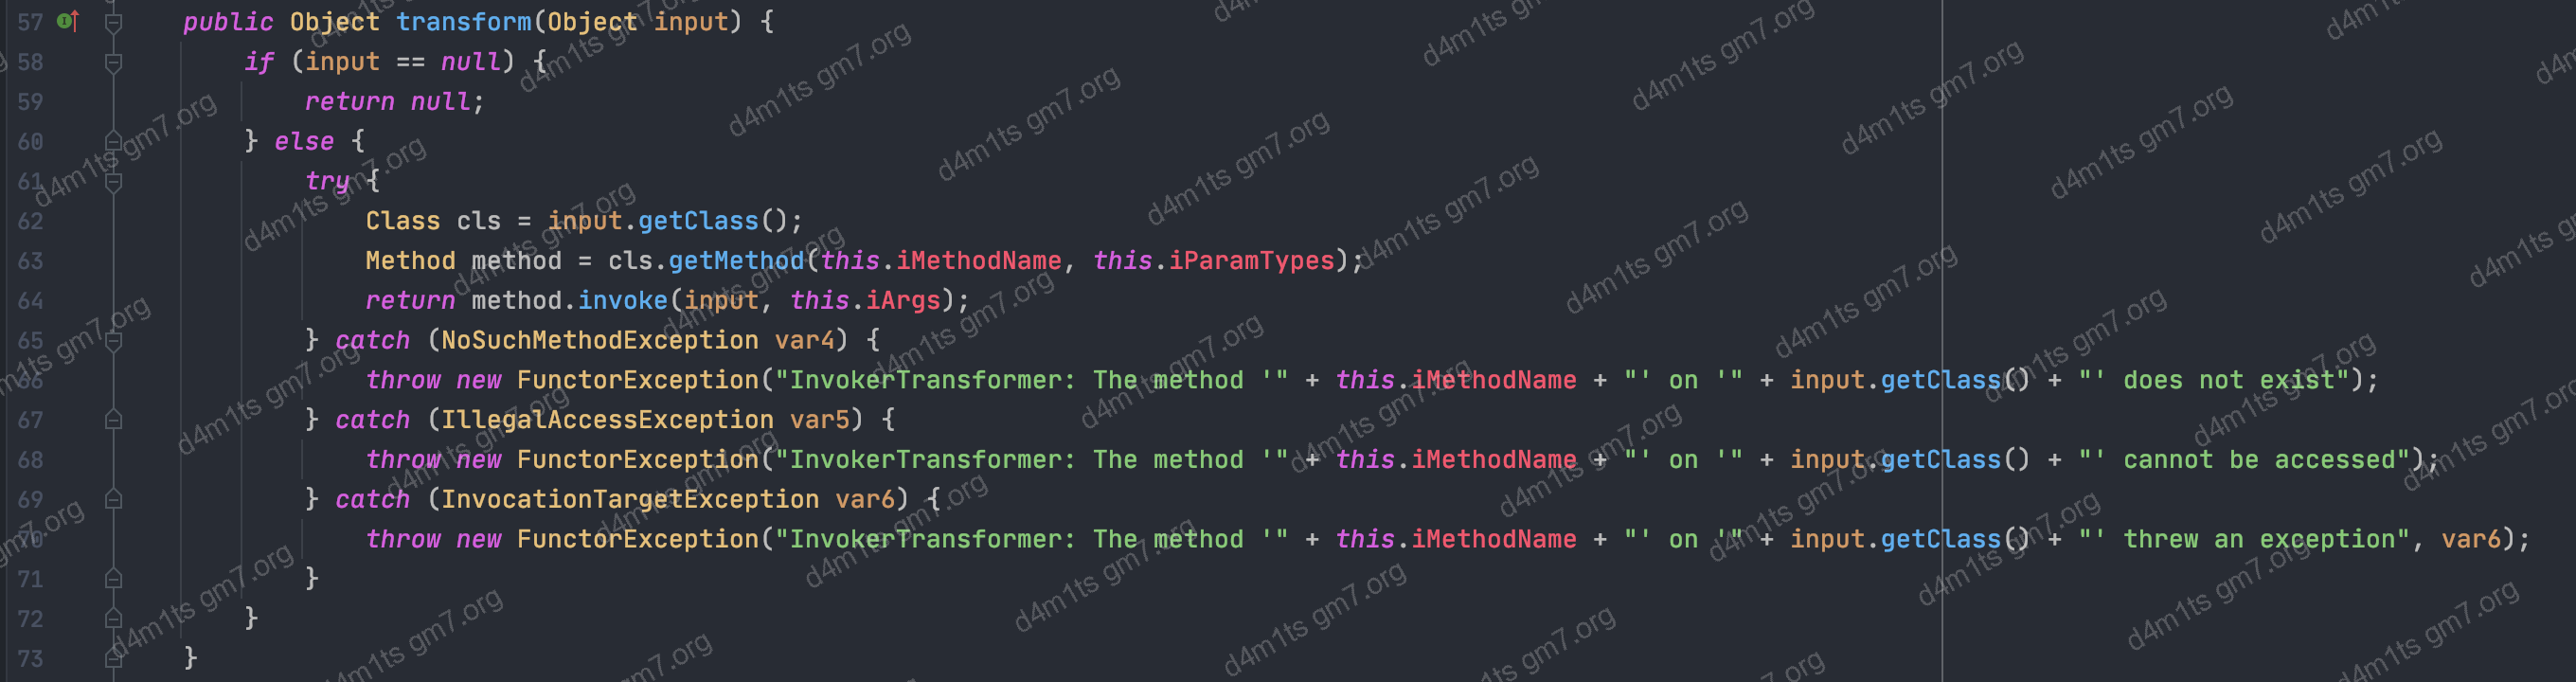 57 public Object transform(Object input) {
58 if (input == null) {
59 return null;
60 } else {
61 try {
62 Class cls = input.getClass();
63 Method method = cls.getMethod(this.iMethodName, this.iParamTypes);
64 return method.invoke(input, this.iArgs);
65 } catch (NoSuchMethodException var4) {
66 throw new FunctorException("InvokerTransformer: The method '" + this.iMethodName + "' on '" + input.getClass() + "' does not exist");
67 } catch (IllegalAccessException var5) {
68 throw new FunctorException("InvokerTransformer: The method '" + this.iMethodName + "' on '" + input.getClass() + "' cannot be accessed");
69 } catch (InvocationTargetException var6) {
70 throw new FunctorException("InvokerTransformer: The method '" + this.iMethodName + "' on '" + input.getClass() + "' threw an exception", var6);
71 }
72 }
73 }
d4m1ts gm7.org